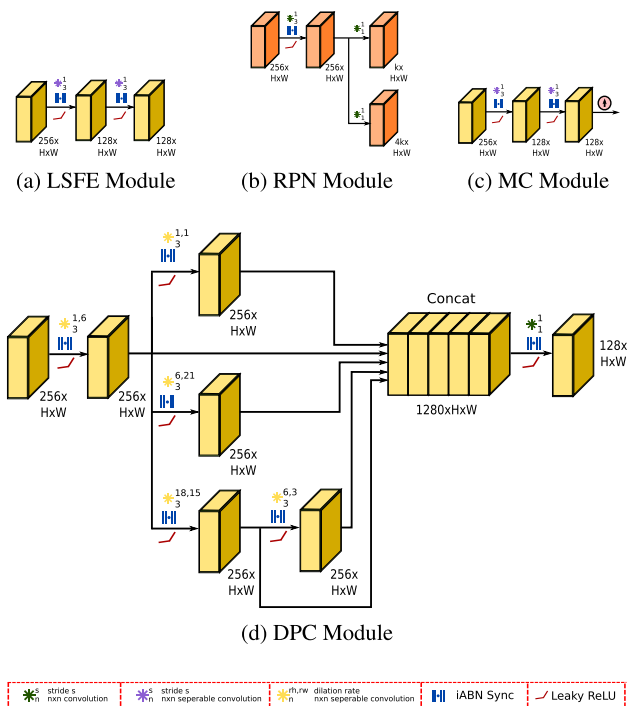 1
3
1
3
256x
HxW
128x
HxW
128x
HxW
(a) LSFE Module
1
3
1
1
256x
HxW
256x
HxW
kx
HxW
1
1
4kx
HxW
(b) RPN Module
1
3
1
3
256x
HxW
128x
HxW
128x
HxW
(c) MC Module
1,1
3
256x
HxW
1,6
3
256x
HxW
256x
HxW
6,21
3
256x
HxW
18,15
3
256x
HxW
6,3
3
256x
HxW
Concat
1280xHxW
1
1
128x
HxW
(d) DPC Module
s
n
stride s
nxn convolution
s
n
stride s
nxn seperable convolution
rh,rw
n
dilation rate
nxn seperable convolution
iABN Sync
Leaky ReLU